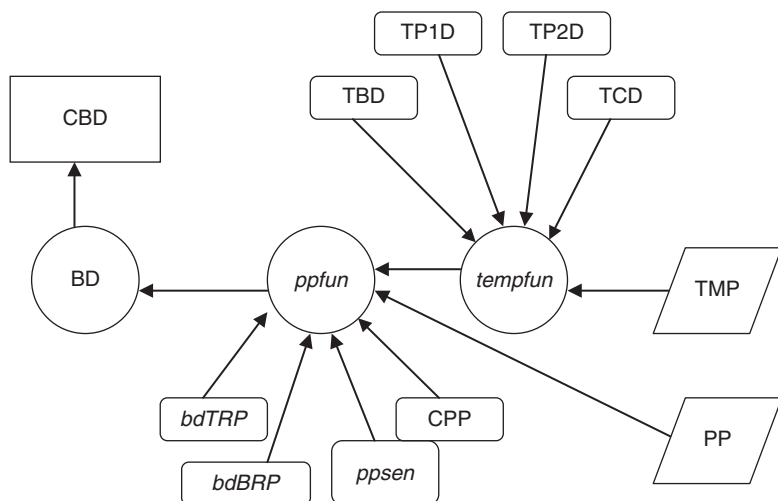 TP1D
TP2D
TBD
TCD
CBD
BD
ppfun
tempfun
TMP
bdTRP
CPP
bdBRP
ppsen
PP